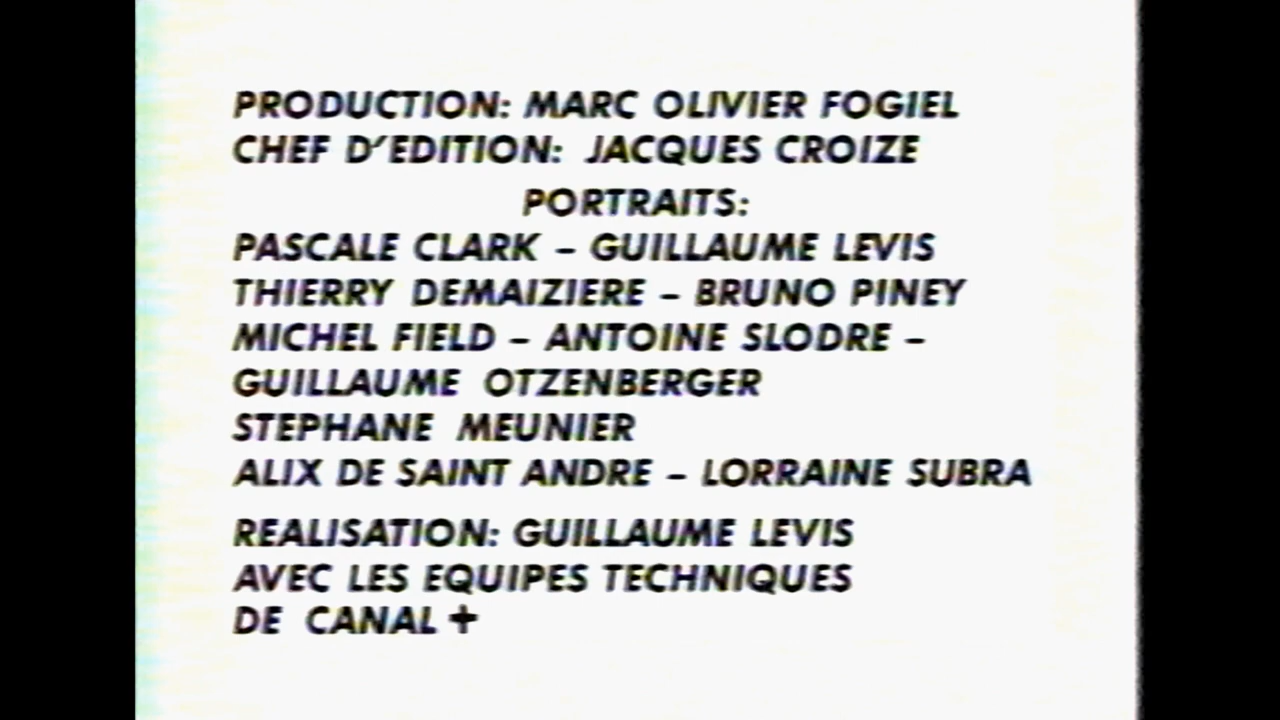 PRODUCTION: MARC OLIVIER FOGIEL
CHEF D'EDITION: JACQUES CROIZE
PORTRAITS:
PASCALE CLARK – GUILLAUME LEVIS
THIERRY DEMAIZIERE – BRUNO PINEY
MICHEL FIELD – ANTOINE SLODRE –
GUILLAUME OTZENBERGER
STEPHANE MEUNIER
ALIX DE SAINT ANDRE – LORRAINE SUBRA
REALISATION: GUILLAUME LEVIS
AVEC LES EQUIPES TECHNIQUES
DE CANAL +